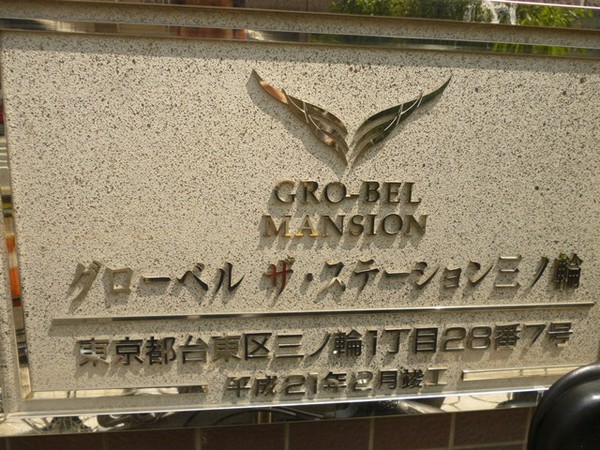 GRO-BEL
MANSION
グローベル ザ・ステーション三ノ輪
東京都台東区三ノ輪1丁目28番7号
平成21年2月竣工